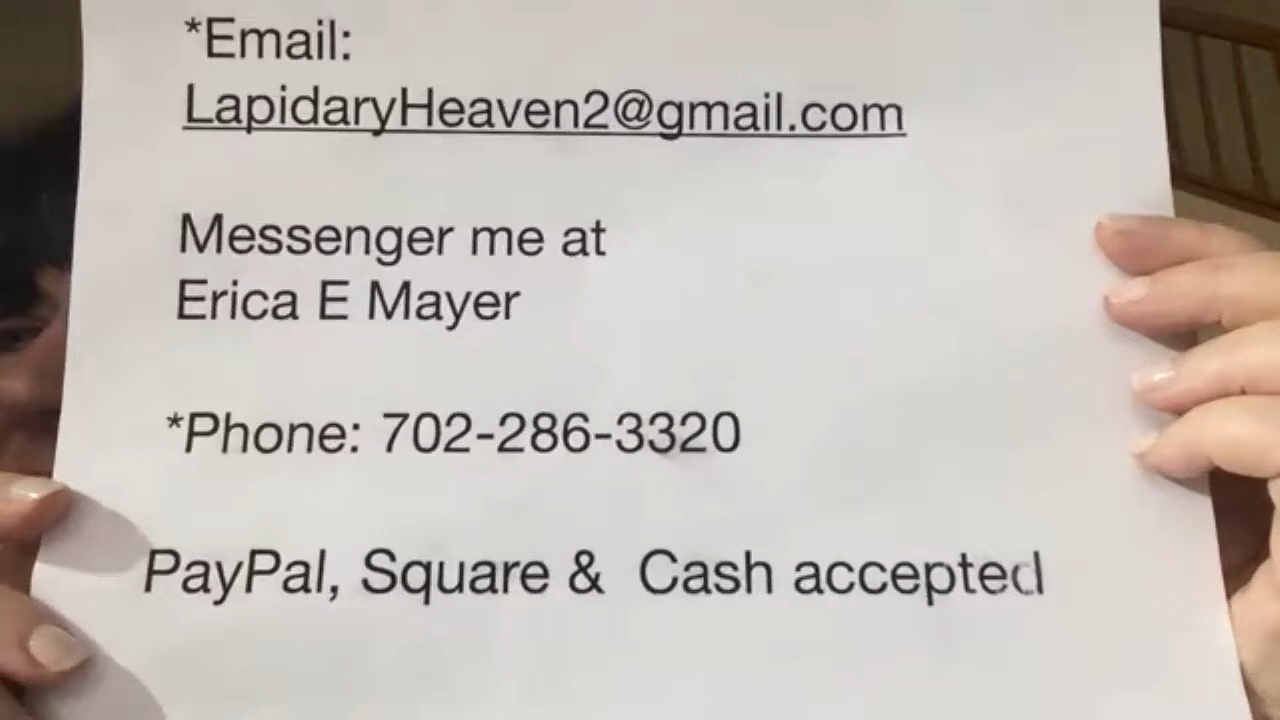 *Email:
LapidaryHeaven2@gmail.com
Messenger me at
Erica E Mayer
*Phone: 702-286-3320
PayPal, Square & Cash accepted